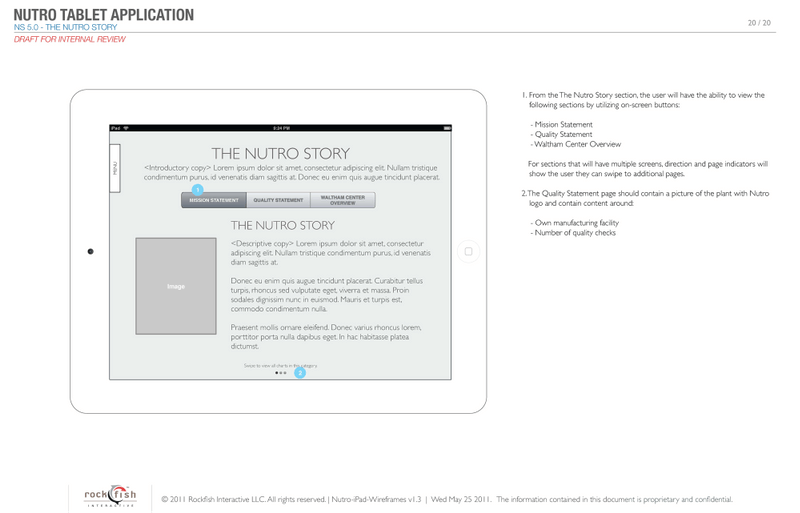 NUTRO TABLET APPLICATION
NS 5.0 - THE NUTRO STORY
20 / 20
DRAFT FOR INTERNAL REVIEW
iPad
9:24 PM
MENU
THE NUTRO STORY
<Introductory copy> Lorem ipsum dolor sit amet, consectetur adipiscing elit. Nullam tristique
condimentum purus, id venenatis diam sagittis at. Donec eu enim quis augue tincidunt placerat.
1
MISSION STATEMENT
QUALITY STATEMENT
WALTHAM CENTER
OVERVIEW
THE NUTRO STORY
<Descriptive copy> Lorem ipsum dolor sit amet, consectetur
adipiscing elit. Nullam tristique condimentum purus, id venenatis
diam sagittis at.
Image
Donec eu enim quis augue tincidunt placerat. Curabitur tellus
turpis, rhoncus sed vulputate eget, viverra et massa. Proin
sodales dignissim nunc in euismod. Mauris et turpis est,
commodo condimentum nulla.
Praesent mollis ornare eleifend. Donec varius rhoncus lorem,
porttitor porta nulla dapibus eget. In hac habitasse platea
dictumst.
Swipe to view all charts in this category.
2
1. From the The Nutro Story section, the user will have the ability to view the
following sections by utilizing on-screen buttons:
- Mission Statement
- Quality Statement
- Waltham Center Overview
For sections that will have multiple screens, direction and page indicators will
show the user they can swipe to additional pages.
2. The Quality Statement page should contain a picture of the plant with Nutro
logo and contain content around:
- Own manufacturing facility
- Number of quality checks
rockfish
INTERACTIVE
© 2011 Rockfish Interactive LLC. All rights reserved. | Nutro-iPad-Wireframes v1.3 | Wed May 25 2011. The information contained in this document is proprietary and confidential.